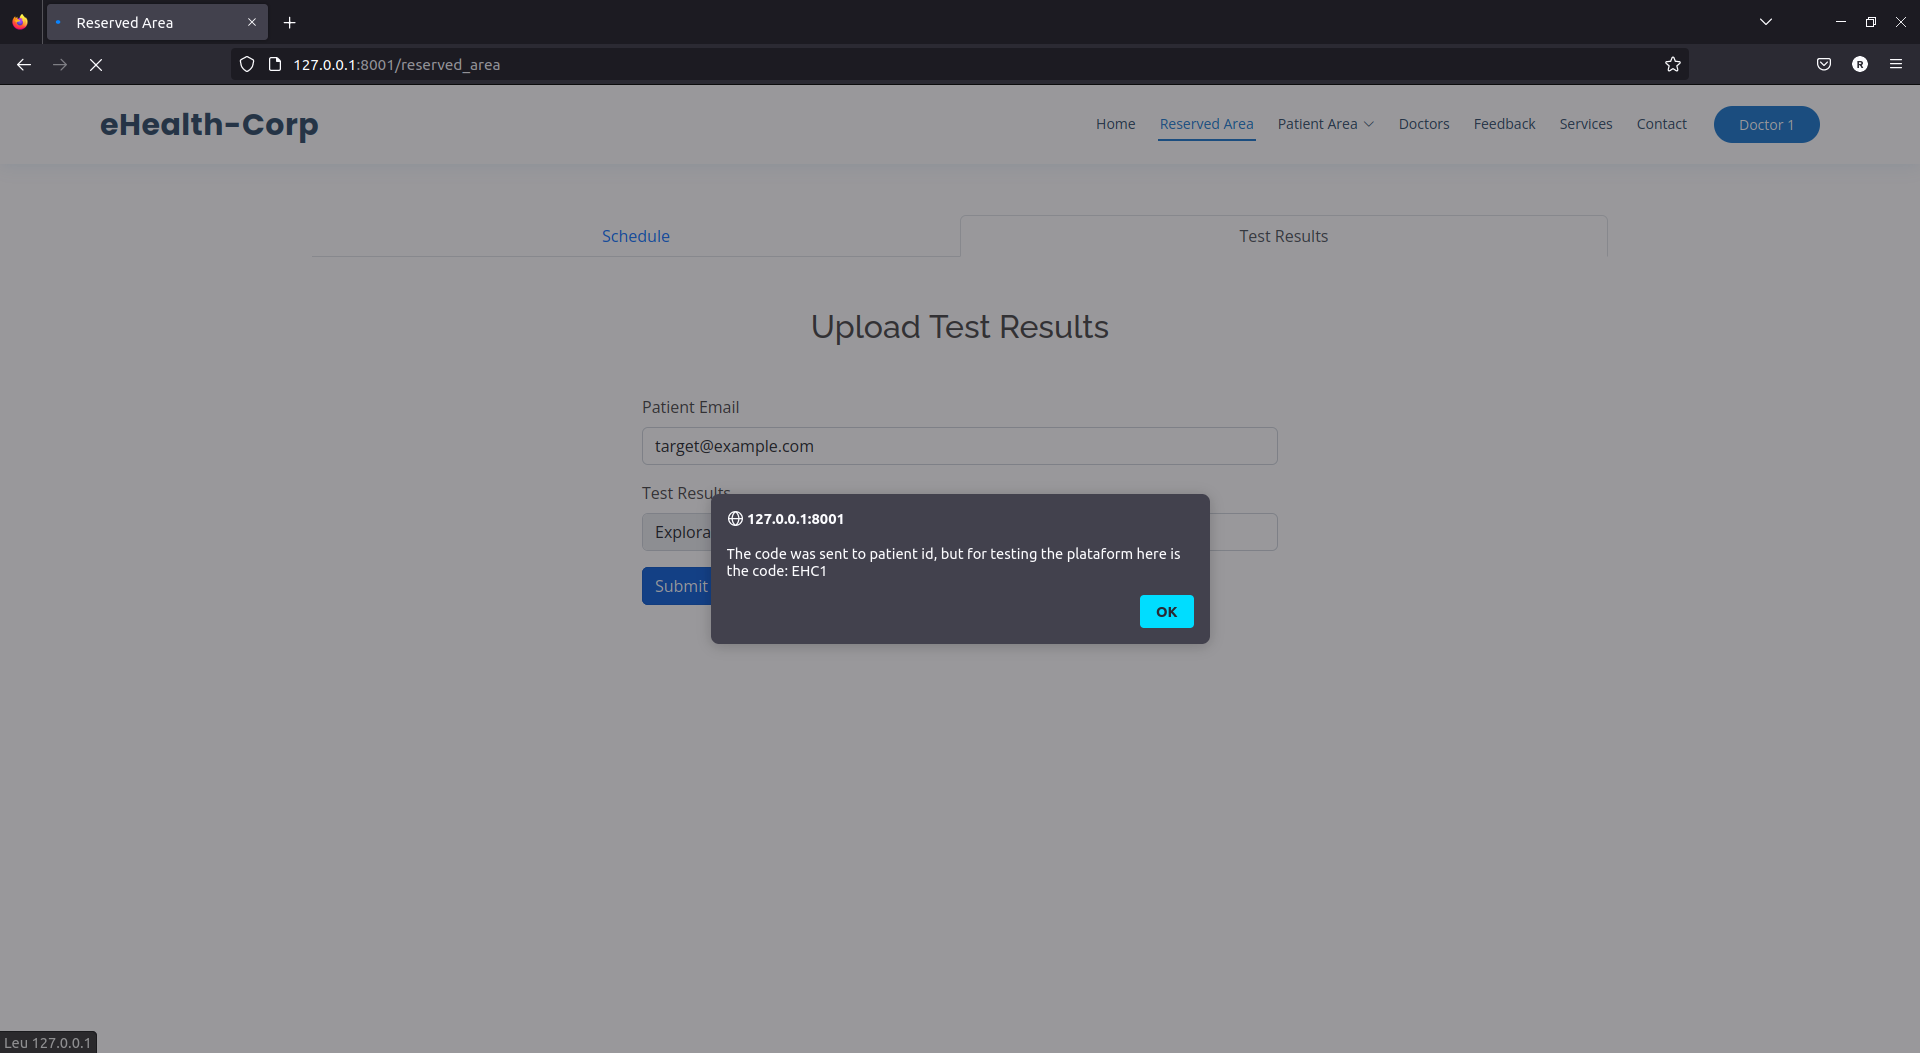 Reserved Area
127.0.0.1:8001/reserved_area
R
eHealth-Corp
Home
Reserved Area
Patient Area
Doctors
Feedback
Services
Contact
Doctor 1
Schedule
Test Results
Upload Test Results
Patient Email
target@example.com
Test Results
Explora
Submit
127.0.0.1:8001
The code was sent to patient id, but for testing the plataform here is
the code: EHC1
OK
Leu 127.0.0.1